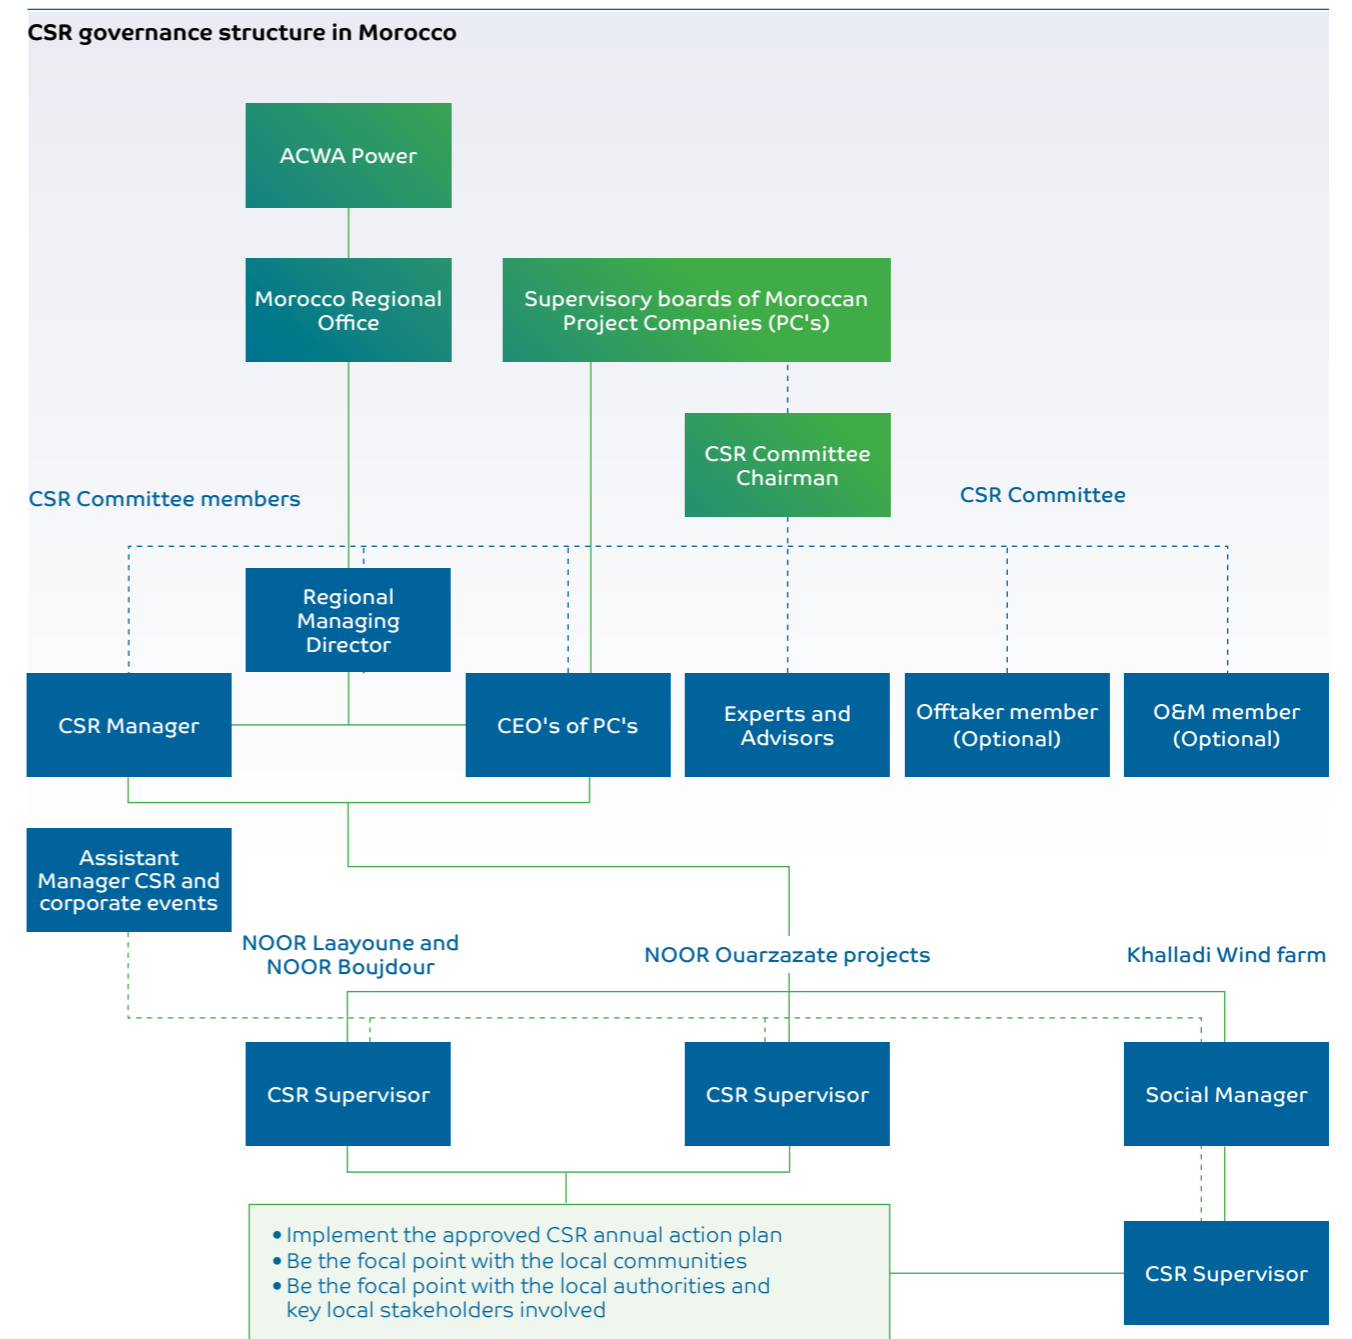 CSR governance structure in Morocco
ACWA Power
Morocco Regional
Office
Supervisory boards of Moroccan
Project Companies (PC's)
CSR Committee
Chairman
CSR Committee members
CSR Committee
Regional
Managing
Director
CSR Manager
CEO's of PC's
Experts and
Advisors
Offtaker member
(Optional)
O&M member
(Optional)
Assistant
Manager CSR and
corporate events
NOOR Laayoune and
NOOR Boujdour
NOOR Ouarzazate projects
Khalladi Wind farm
CSR Supervisor
CSR Supervisor
Social Manager
• Implement the approved CSR annual action plan
• Be the focal point with the local communities
• Be the focal point with the local authorities and
key local stakeholders involved
CSR Supervisor